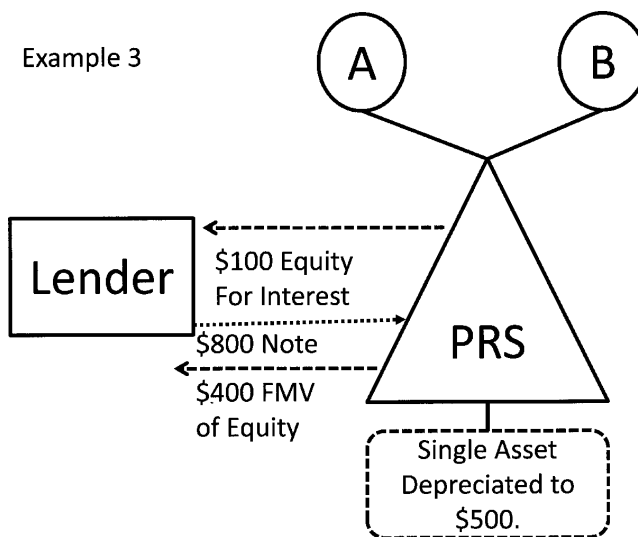 Example 3
A
B
Lender
$100 Equity
For Interest
$800 Note
$400 FMV
of Equity
PRS
Single Asset
Depreciated to
$500.